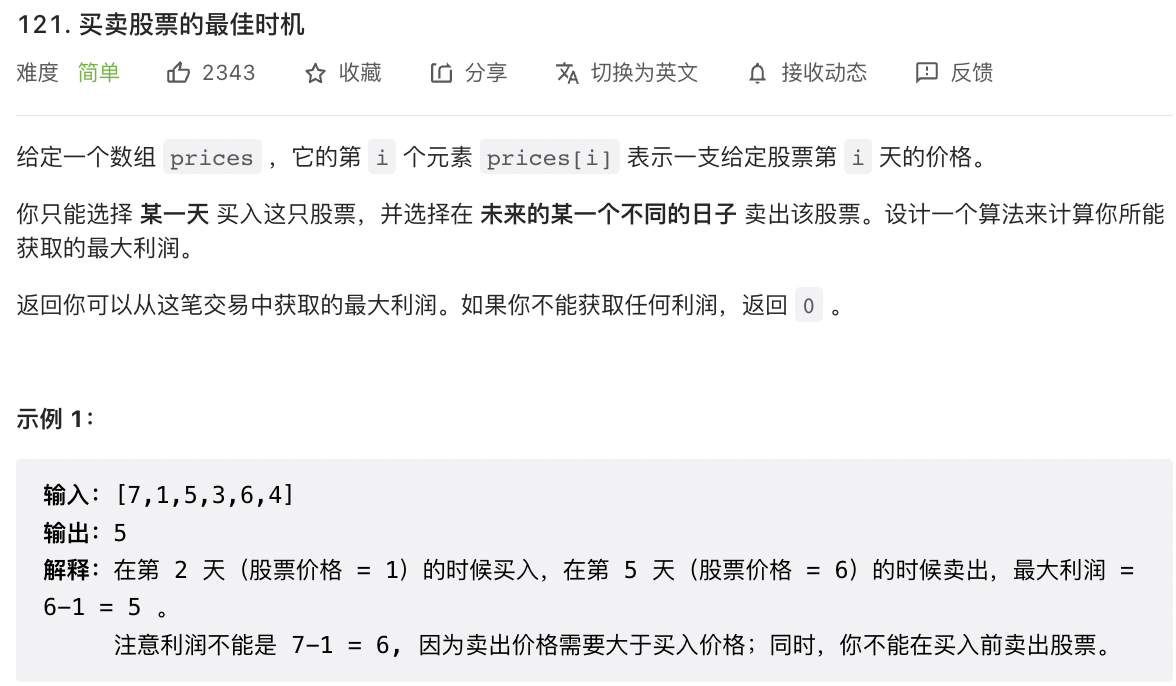 121. 买卖股票的最佳时机
难度 简单 2343 收藏 分享 切换为英文 接收动态 反馈
给定一个数组 prices ，它的第 i 个元素 prices[i] 表示一支给定股票第 i 天的价格。
你只能选择 某一天 买入这只股票，并选择在 未来的某一个不同的日子 卖出该股票。设计一个算法来计算你所能
获取的最大利润。
返回你可以从这笔交易中获取的最大利润。如果你不能获取任何利润，返回 0 。
示例 1：
输入：[7,1,5,3,6,4]
输出：5
解释：在第 2 天（股票价格 = 1）的时候买入，在第 5 天（股票价格 = 6）的时候卖出，最大利润 =
6-1 = 5 。
注意利润不能是 7-1 = 6, 因为卖出价格需要大于买入价格；同时，你不能在买入前卖出股票。